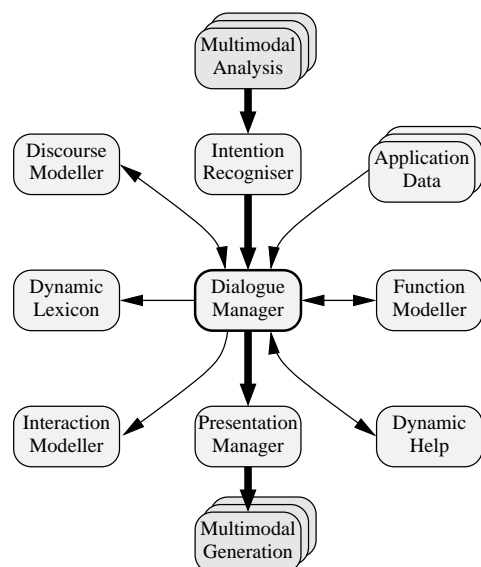 Multimodal
Analysis
Discourse
Modeller
Intention
Recogniser
Application
Data
Dynamic
Lexicon
Dialogue
Manager
Function
Modeller
Interaction
Modeller
Presentation
Manager
Dynamic
Help
Multimodal
Generation